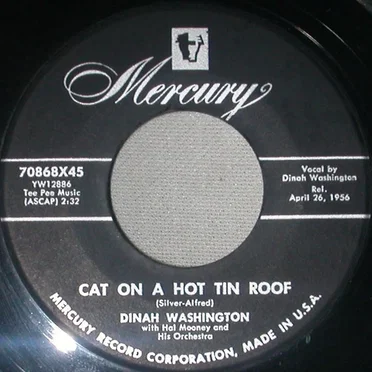 Mercury
70868X45
YW12886
Tee Pee Music
(ASCAP) 2:32
Vocal by
Dinah Washington
Rel.
April 26, 1956
CAT ON A HOT TIN ROOF
(Silver-Alfred)
DINAH WASHINGTON
with Hal Mooney and
His Orchestra
MERCURY RECORD CORPORATION, MADE IN U.S.A.